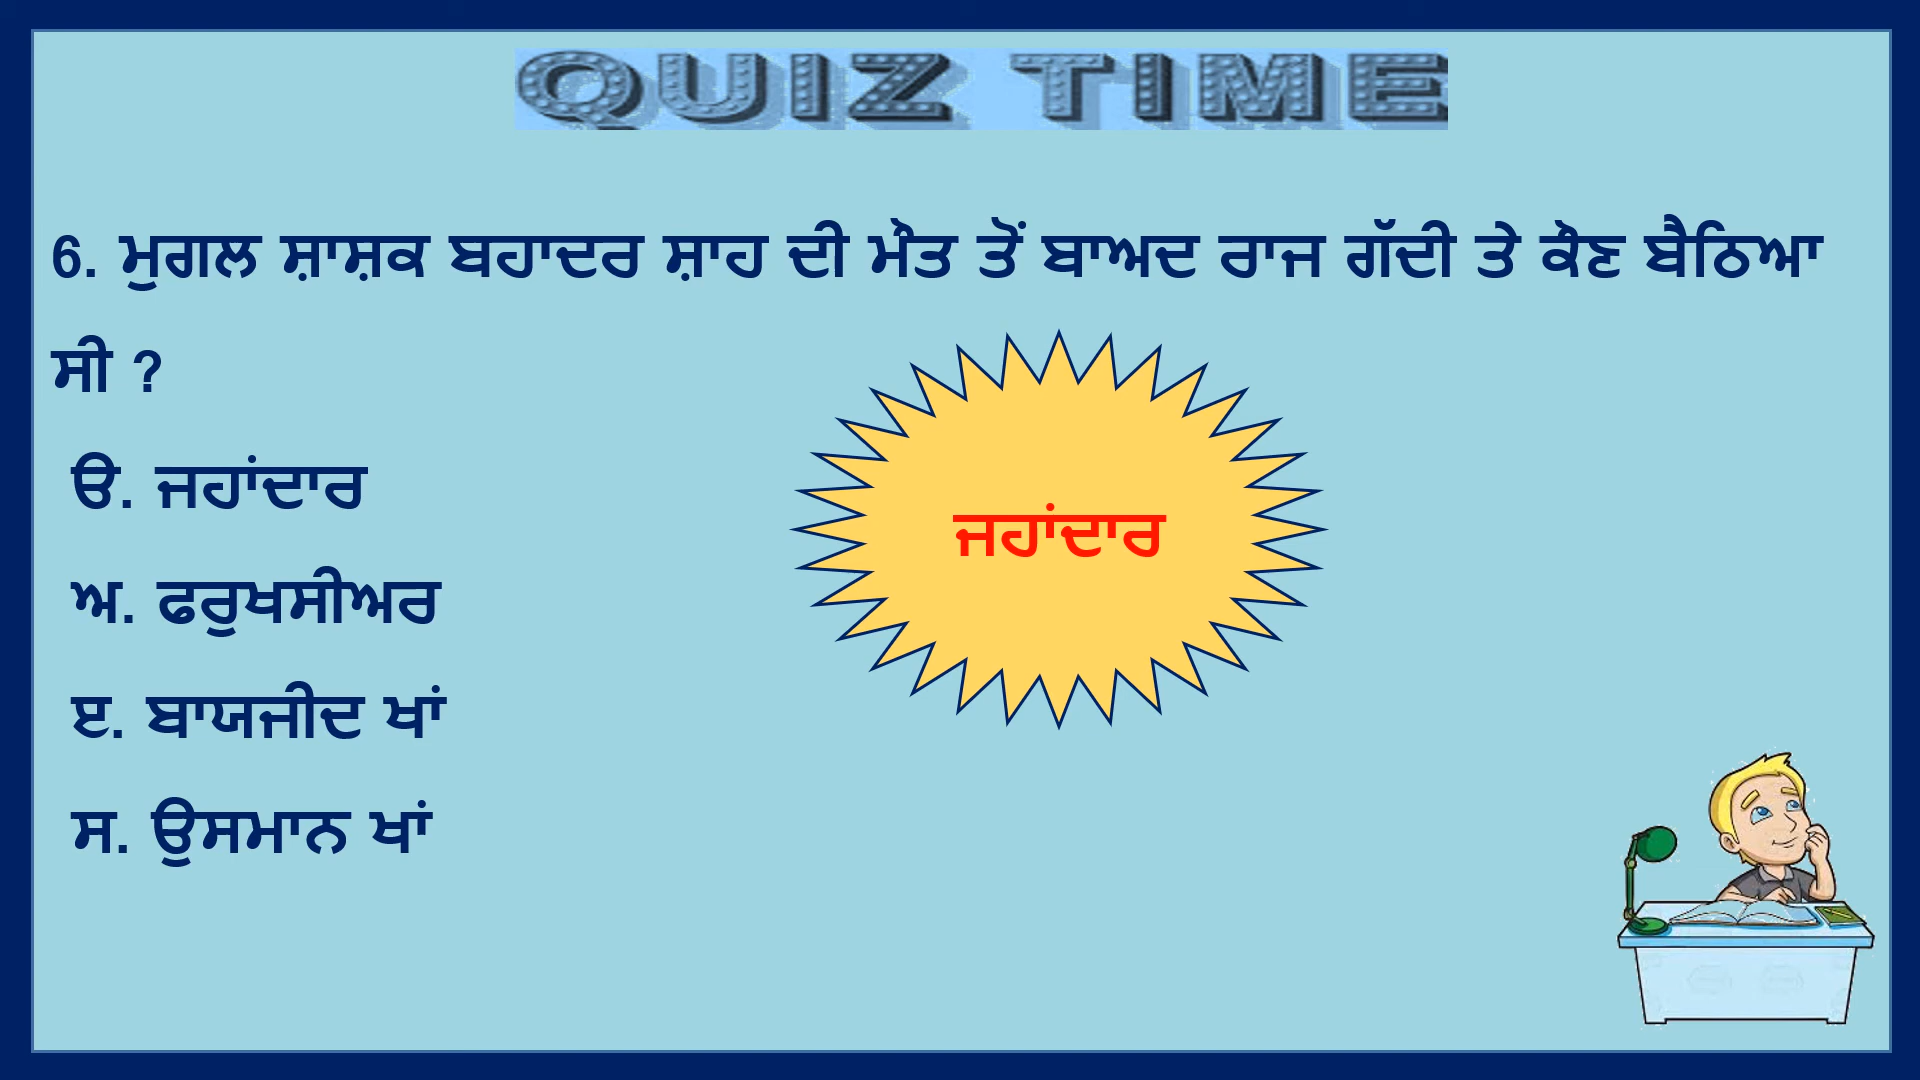 QUIZ TIME
6. ਮੁਗਲ ਸ਼ਾਸ਼ਕ ਬਹਾਦਰ ਸ਼ਾਹ ਦੀ ਮੌਤ ਤੋਂ ਬਾਅਦ ਰਾਜ ਗੱਦੀ ਤੇ ਕੌਣ ਬੈਠਿਆ
ਸੀ ?
ੳ. ਜਹਾਂਦਾਰ
ਜਹਾਂਦਾਰ
ਅ. ਫਰੁਖਸੀਅਰ
ੲ. ਬਾਯਜੀਦ ਖਾਂ
ਸ. ਉਸਮਾਨ ਖਾਂ